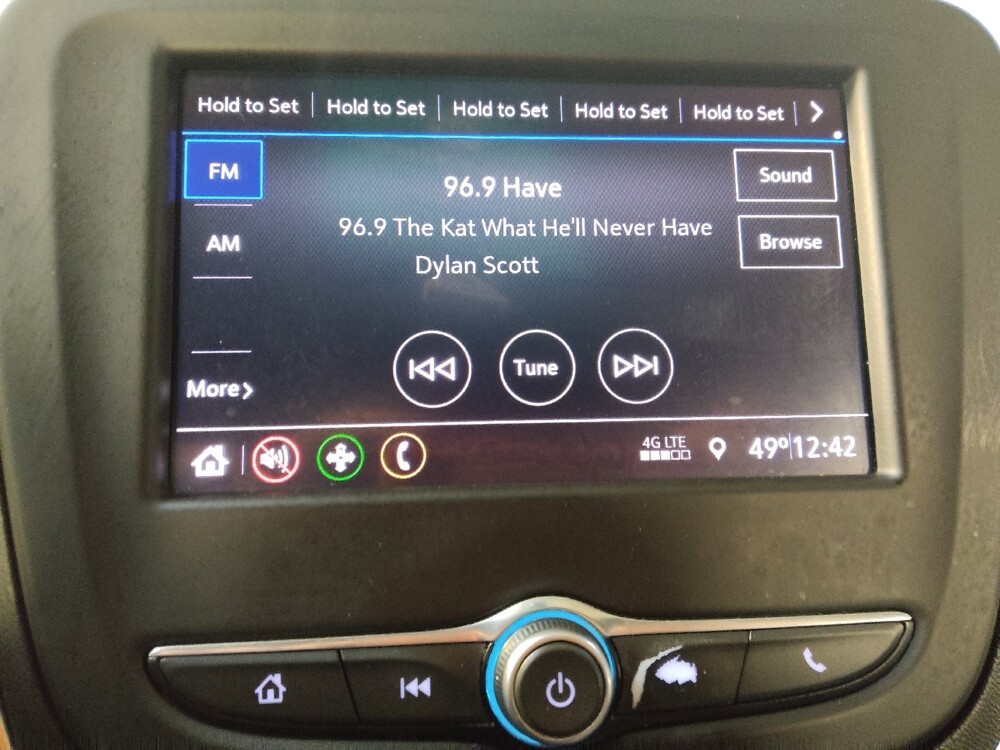 Hold to Set Hold to Set Hold to Set Hold to Set Hold to Set
FM
Sound
96.9 Have
96.9 The Kat What He'll Never Have
AM
Browse
Dylan Scott
Tune
More
4G LTE
49° 12:42